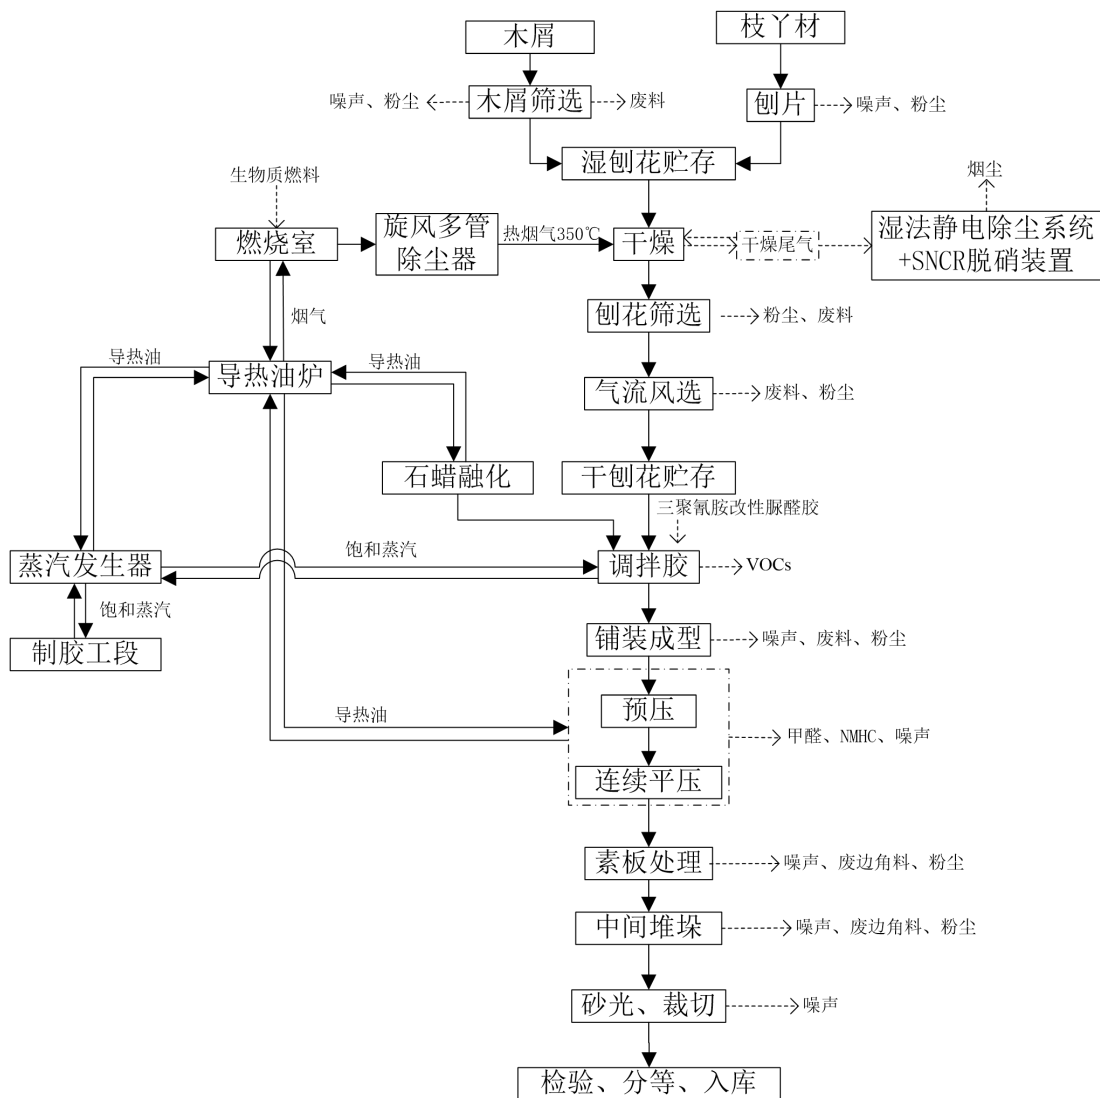 木屑
枝丫材
噪声、粉尘
木屑筛选
废料
刨片
噪声、粉尘
湿刨花贮存
生物质燃料
烟尘
燃烧室
旋风多管
除尘器
热烟气350℃
干燥
干燥尾气
湿法静电除尘系统
+SNCR脱硝装置
烟气
刨花筛选
粉尘、废料
导热油
导热油炉
导热油
气流风选
废料、粉尘
石蜡融化
干刨花贮存
三聚氰胺改性脲醛胶
蒸汽发生器
饱和蒸汽
调拌胶
VOCs
饱和蒸汽
制胶工段
铺装成型
噪声、废料、粉尘
预压
导热油
甲醛、NMHC、噪声
连续平压
素板处理
噪声、废边角料、粉尘
中间堆垛
噪声、废边角料、粉尘
砂光、裁切
噪声
检验、分等、入库